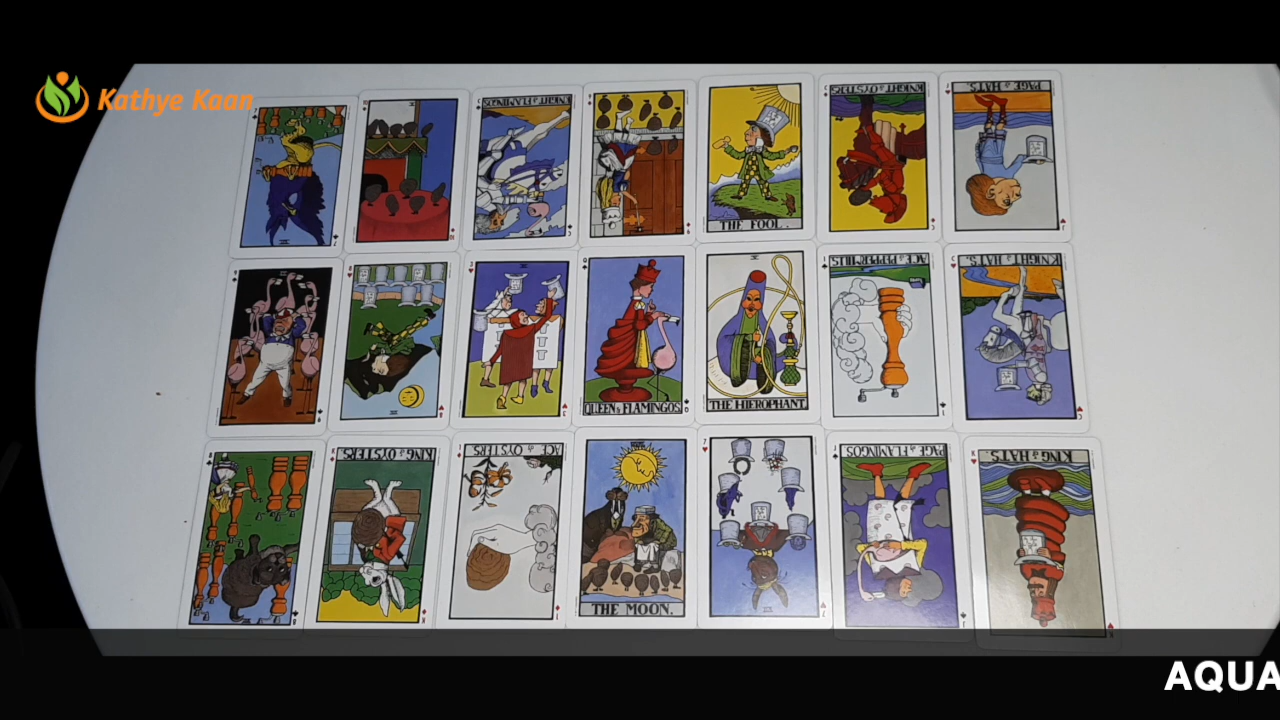 Kathye Kaan
KNIGHT of FLAMINGOS
THE FOOL.
KNIGHT of OYSTERS
PAGE of HATS.
QUEEN of FLAMINGOS.
THE HIEROPHANT.
ACE of PEPPERMILLS
KNIGHT of HATS.
KING of OYSTERS
ACE of OYSTERS.
THE MOON.
PAGE of FLAMINGOS
KING of HATS.
AQUA